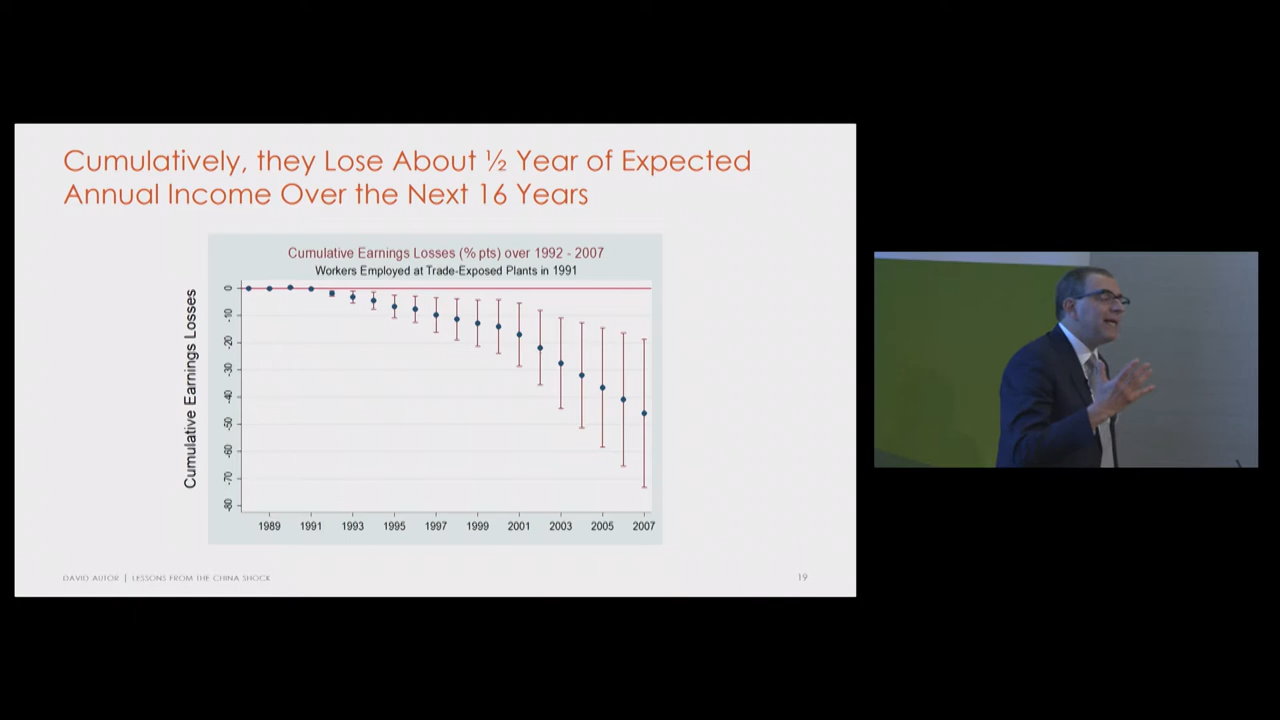 Cumulatively, they Lose About ½ Year of Expected
Annual Income Over the Next 16 Years
Cumulative Earnings Losses (% pts) over 1992 - 2007
Workers Employed at Trade-Exposed Plants in 1991
Cumulative Earnings Losses
0
-10
-20
-30
-40
-50
-60
-70
-80
1989 1991 1993 1995 1997 1999 2001 2003 2005 2007
DAVID AUTOR | LESSONS FROM THE CHINA SHOCK
19